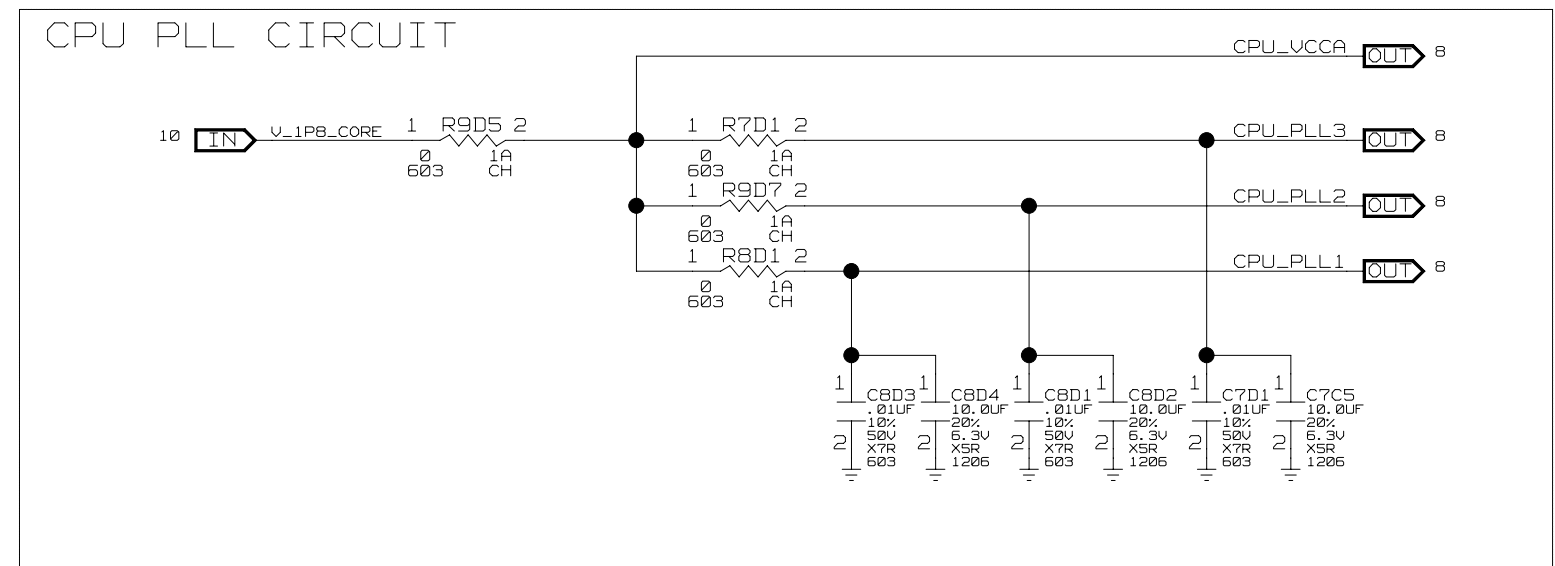 CPU PLL CIRCUIT
CPU_VCCA OUT 8
10 IN V_1P8_CORE 1 R9D5 2 1 R7D1 2 CPU_PLL3 OUT 8
0 1A 0 1A
603 CH 603 CH
1 R9D7 2 CPU_PLL2 OUT 8
0 1A
603 CH
1 R8D1 2 CPU_PLL1 OUT 8
0 1A
603 CH
1 C8D3 1 C8D4 1 C8D1 1 C8D2 1 C7D1 1 C7C5
.01UF 10.0UF .01UF 10.0UF .01UF 10.0UF
10% 20% 10% 20% 10% 20%
2 50V 2 6.3V 2 50V 2 6.3V 2 50V 2 6.3V
X7R X5R X7R X5R X7R X5R
603 1206 603 1206 603 1206